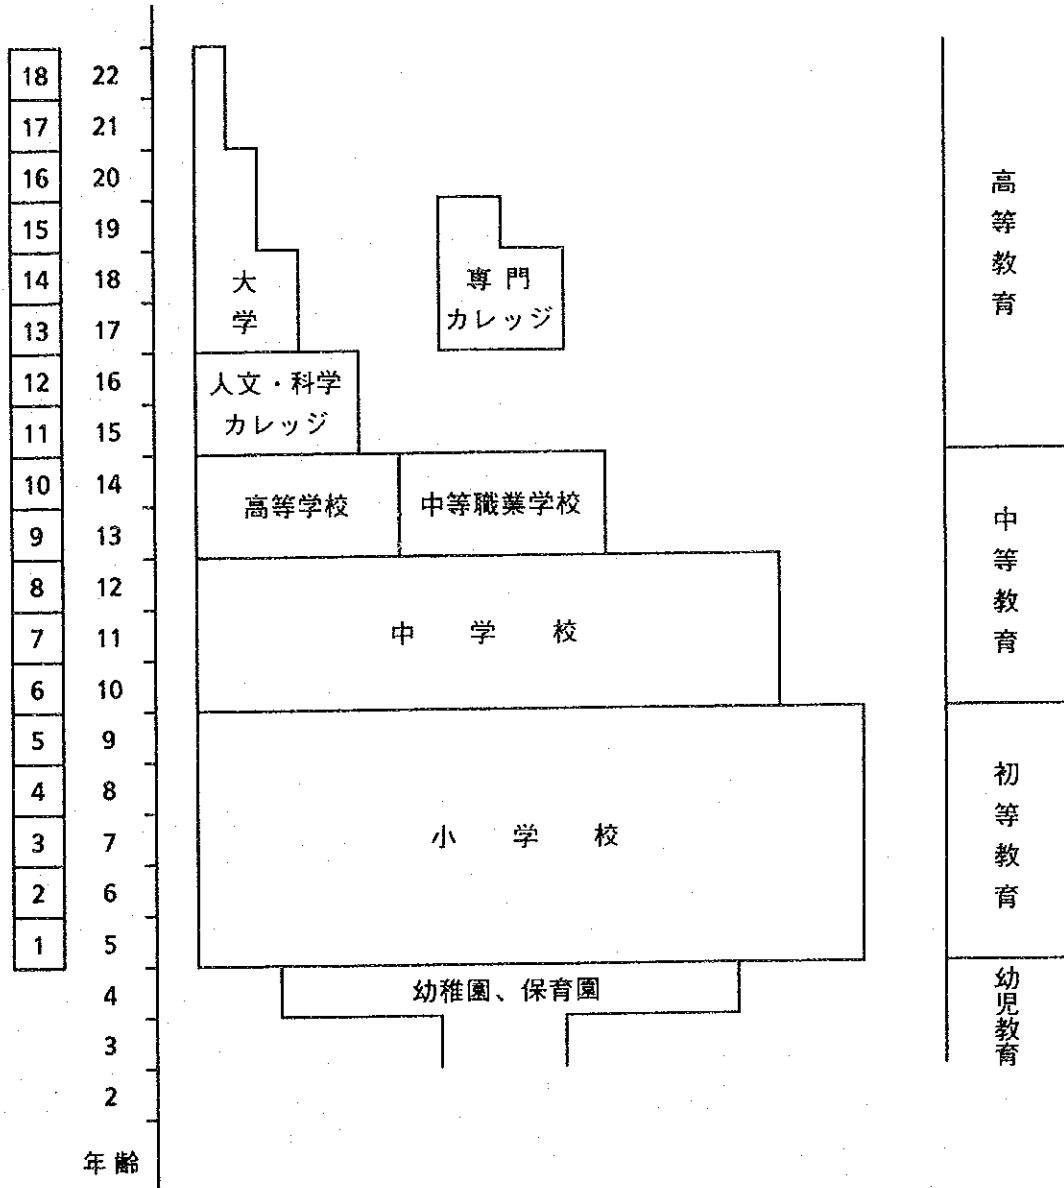 18 22
17 21
16 20
15 19
14 18
13 17
12 16
11 15
10 14
9 13
8 12
7 11
6 10
5 9
4 8
3 7
2 6
1 5
4
3
2
年齢
大学
専門
カレッジ
人文・科学
カレッジ
高等学校
中等職業学校
中学校
小学校
幼稚園、保育園
高等教育
中等教育
初等教育
幼児教育